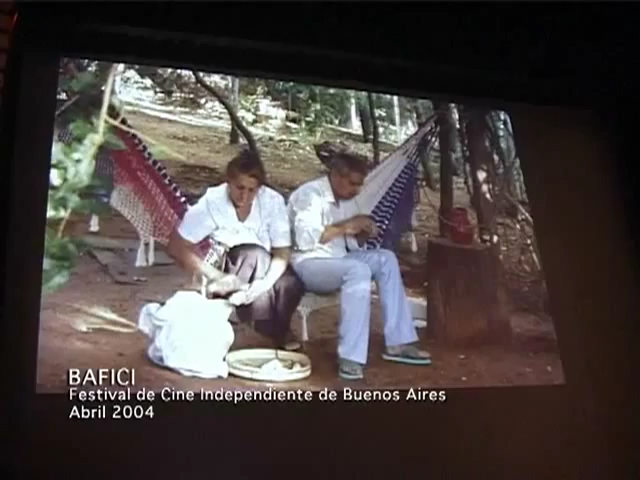 BAFICI
Festival de Cine Independiente de Buenos Aires
Abril 2004